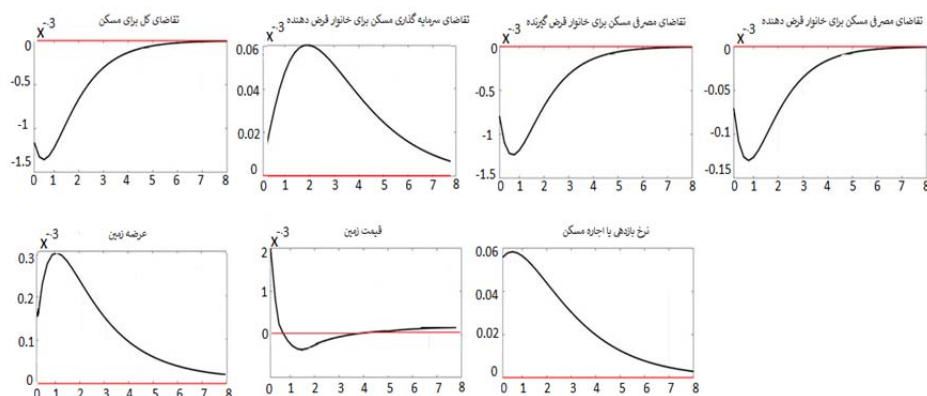 تقاضای کل برای مسکن
تقاضای سرمایه گذاری مسکن برای خانوار قرض دهنده
تقاضای مصرفی مسکن برای خانوار قرض گیرنده
تقاضای مصرفی مسکن برای خانوار قرض دهنده
X⁻³
0
-0.5
-1
-1.5
0 1 2 3 4 5 6 7 8
X⁻³
0.06
0.04
0.02
0
0 1 2 3 4 5 6 7 8
X⁻³
0
-0.5
-1
-1.5
0 1 2 3 4 5 6 7 8
X⁻³
0
-0.05
-0.1
-0.15
0 1 2 3 4 5 6 7 8
عرضه زمین
قیمت زمین
نرخ بازدهی یا اجاره مسکن
X⁻³
0.3
0.2
0.1
0
0 1 2 3 4 5 6 7 8
X⁻³
2
1
0
0 1 2 3 4 5 6 7 8
X⁻³
0.06
0.04
0.02
0
0 1 2 3 4 5 6 7 8